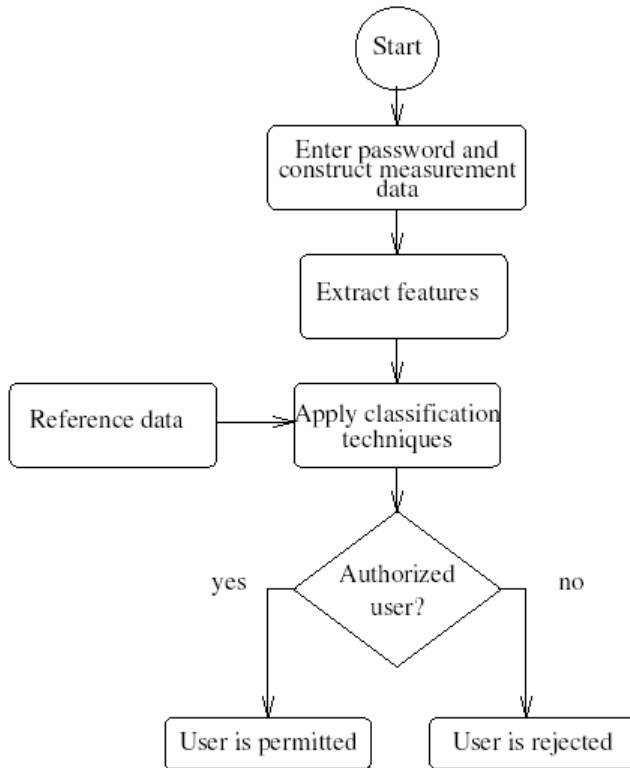 Start
Enter password and
construct measurement
data
Extract features
Reference data
Apply classification
techniques
Authorized
user?
yes
no
User is permitted
User is rejected